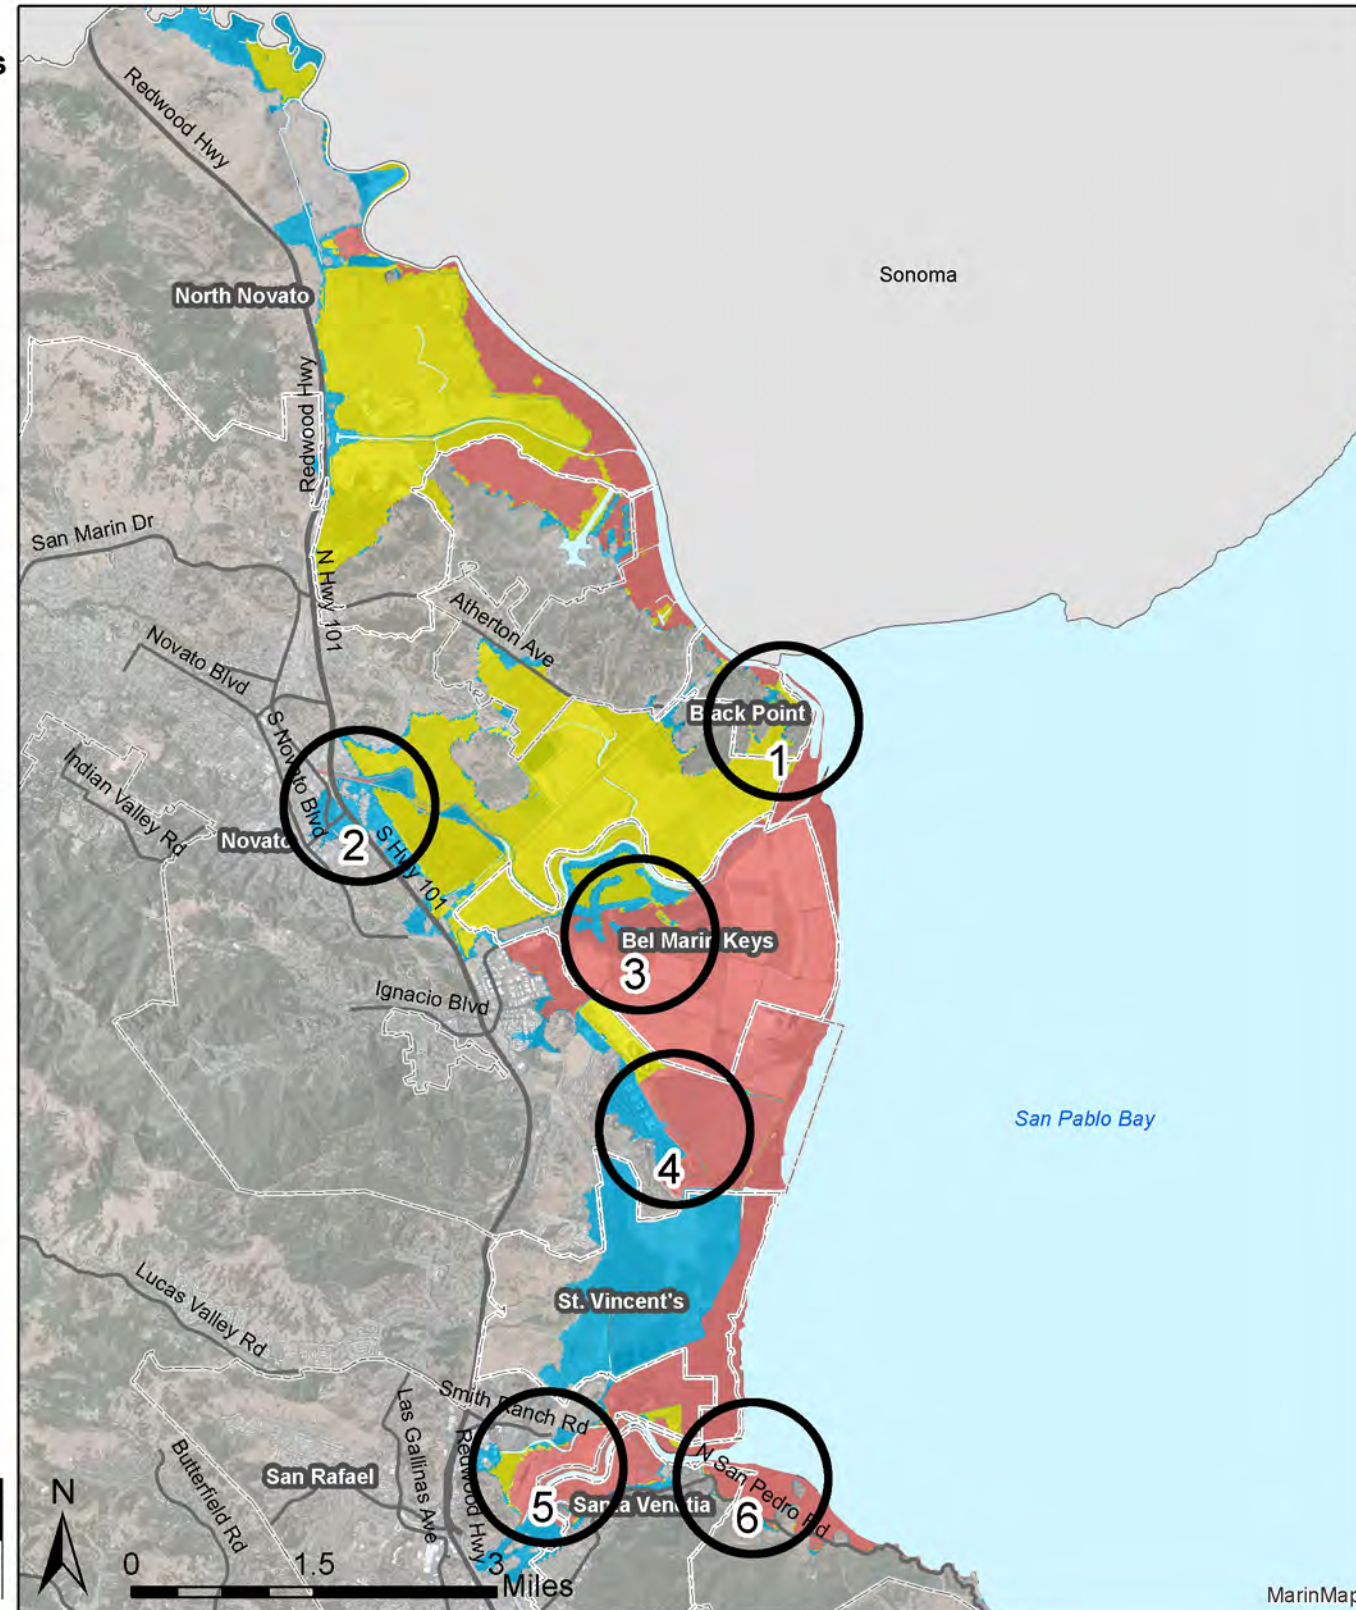 s
Redwood Hwy
Sonoma
North Novato
Redwood Hwy
San Marin Dr
N Hwy 101
Atherton Ave
Novato Blvd
S Novato Blvd
Black Point
1
Indian Valley Rd
Novato
2
S Hwy 101
Bel Marin Keys
3
Ignacio Blvd
San Pablo Bay
4
St. Vincent's
Lucas Valley Rd
Smith Ranch Rd
Las Gallinas Ave
Redwood Hwy
N San Pedro Rd
Butterfield Rd
San Rafael
5
Santa Venetia
6
N
0 1.5 3
Miles
MarinMap